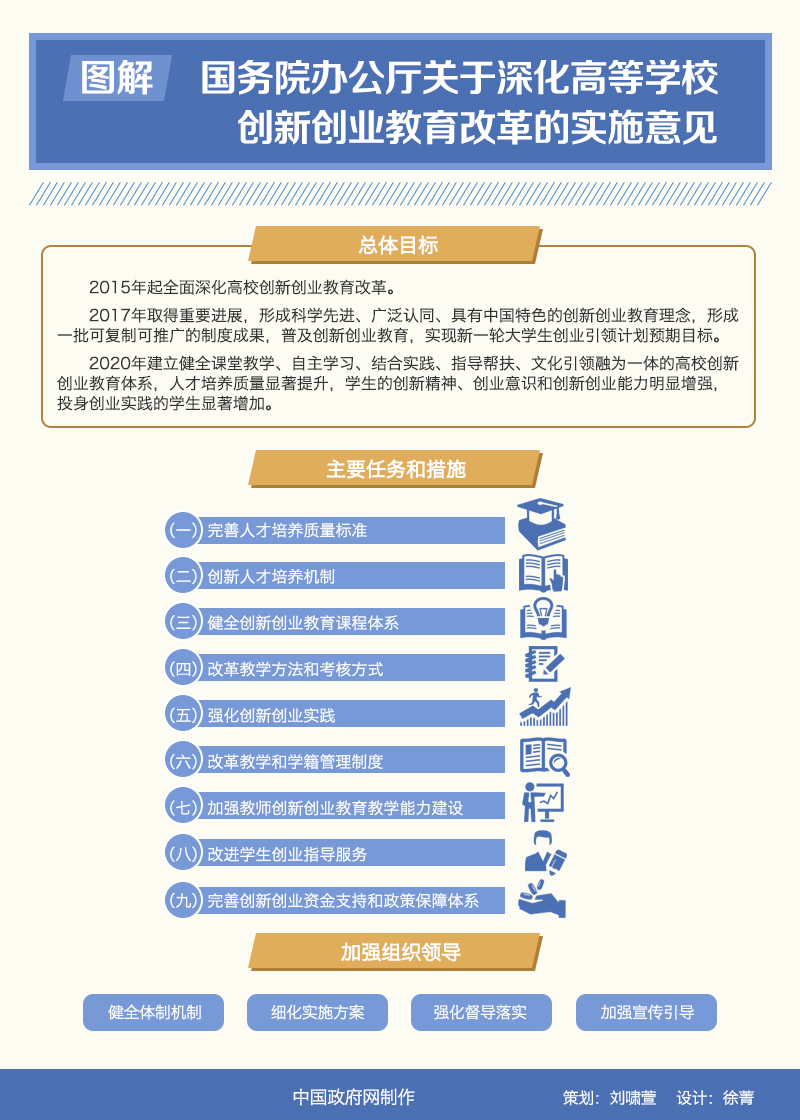 图解 国务院办公厅关于深化高等学校
创新创业教育改革的实施意见
总体目标
2015年起全面深化高校创新创业教育改革。
2017年取得重要进展，形成科学先进、广泛认同、具有中国特色的创新创业教育理念，形成
一批可复制可推广的制度成果，普及创新创业教育，实现新一轮大学生创业引领计划预期目标。
2020年建立健全课堂教学、自主学习、结合实践、指导帮扶、文化引领融为一体的高校创新
创业教育体系，人才培养质量显著提升，学生的创新精神、创业意识和创新创业能力明显增强，
投身创业实践的学生显著增加。
主要任务和措施
（一）完善人才培养质量标准
（二）创新人才培养机制
（三）健全创新创业教育课程体系
（四）改革教学方法和考核方式
（五）强化创新创业实践
（六）改革教学和学籍管理制度
（七）加强教师创新创业教育教学能力建设
（八）改进学生创业指导服务
（九）完善创新创业资金支持和政策保障体系
加强组织领导
健全体制机制 细化实施方案 强化督导落实 加强宣传引导
中国政府网制作 策划：刘啸萱 设计：徐菁